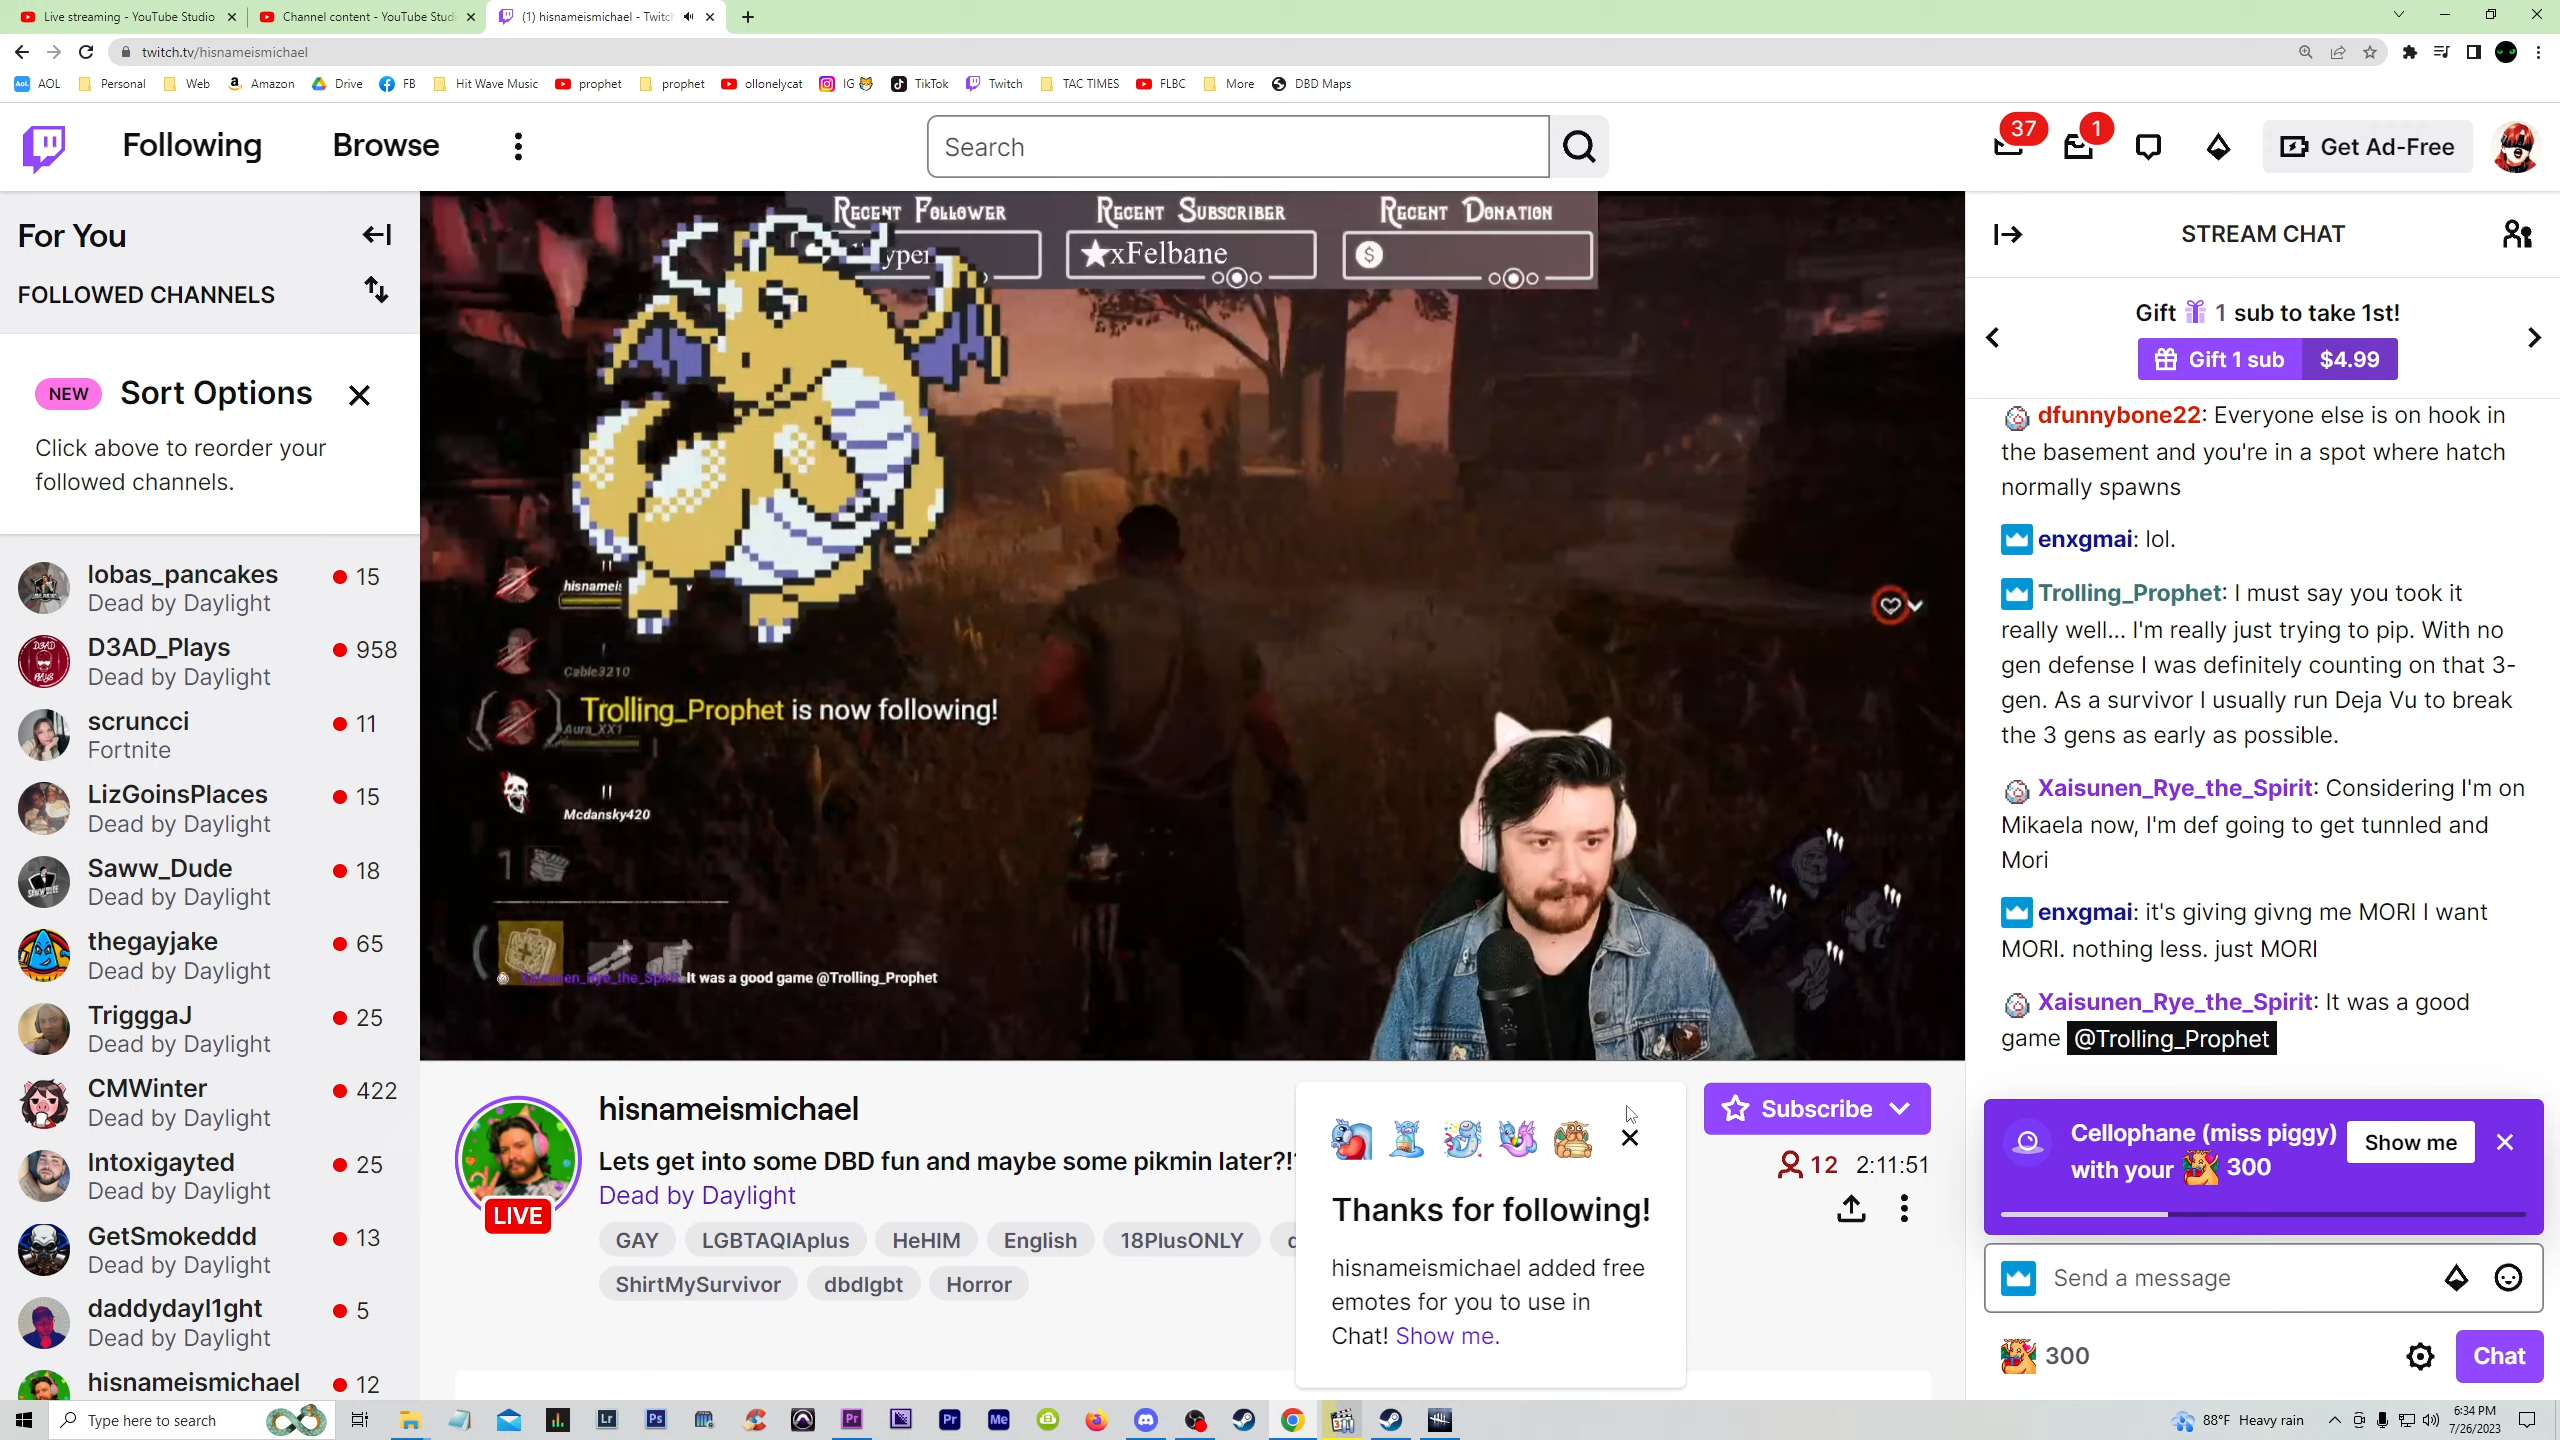 Live streaming - YouTube Studio
Channel content - YouTube Studi
(1) hisnameismichael - Twitch
twitch.tv/hisnameismichael
AOL
Personal
Web
Amazon
Drive
FB
Hit Wave Music
prophet
prophet
ollonelycat
IG
TikTok
Twitch
TAC TIMES
FLBC
More
DBD Maps
Following
Browse
Search
37
1
Get Ad-Free
For You
FOLLOWED CHANNELS
NEW Sort Options
Click above to reorder your
followed channels.
lobas_pancakes 15
Dead by Daylight
D3AD_Plays 958
Dead by Daylight
scruncci 11
Fortnite
LizGoinsPlaces 15
Dead by Daylight
Saww_Dude 18
Dead by Daylight
thegayjake 65
Dead by Daylight
TrigggaJ 25
Dead by Daylight
CMWinter 422
Dead by Daylight
Intoxigayted 25
Dead by Daylight
GetSmokeddd 13
Dead by Daylight
daddydayl1ght 5
Dead by Daylight
hisnameismichael 12
Recent Follower
Recent Subscriber
Recent Donation
xFelbane
$
hisnameis
Cable3210
Trolling_Prophet is now following!
Aura_XX1
Mcdansky420
1
Xaisunen_Rye_the_Spirit: It was a good game @Trolling_Prophet
hisnameismichael
Lets get into some DBD fun and maybe some pikmin later?!?
Dead by Daylight
LIVE
GAY
LGBTAQIAplus
HeHIM
English
18PlusONLY
ShirtMySurvivor
dbdlgbt
Horror
Thanks for following!
hisnameismichael added free
emotes for you to use in
Chat! Show me.
Subscribe
12 2:11:51
STREAM CHAT
Gift 1 sub to take 1st!
Gift 1 sub $4.99
dfunnybone22: Everyone else is on hook in
the basement and you're in a spot where hatch
normally spawns
enxgmai: lol.
Trolling_Prophet: I must say you took it
really well... I'm really just trying to pip. With no
gen defense I was definitely counting on that 3-
gen. As a survivor I usually run Deja Vu to break
the 3 gens as early as possible.
Xaisunen_Rye_the_Spirit: Considering I'm on
Mikaela now, I'm def going to get tunnled and
Mori
enxgmai: it's giving givng me MORI I want
MORI. nothing less. just MORI
Xaisunen_Rye_the_Spirit: It was a good
game @Trolling_Prophet
Cellophane (miss piggy)
with your 300
Show me
Send a message
300
Chat
Type here to search
88°F Heavy rain
6:34 PM
7/26/2023